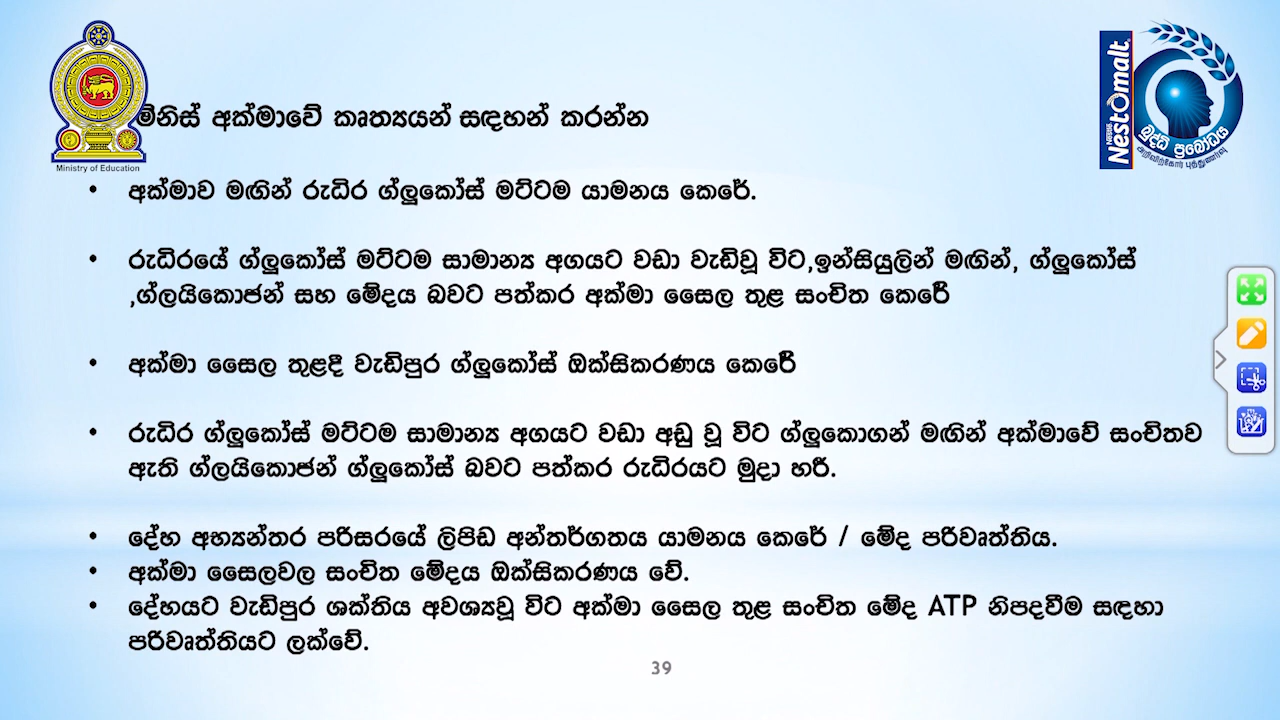 මිනිස් අක්මාවේ කෘත්‍යයන් සඳහන් කරන්න
Ministry of Education
Nestomalt
බුද්ධි ප්‍රබෝධය
• අක්මාව මඟින් රුධිර ග්ලූකෝස් මට්ටම යාමනය කෙරේ.
• රුධිරයේ ග්ලූකෝස් මට්ටම සාමාන්‍ය අගයට වඩා වැඩිවූ විට,ඉන්සියුලින් මඟින්, ග්ලූකෝස්
,ග්ලයිකොජන් සහ මේදය බවට පත්කර අක්මා සෛල තුළ සංචිත කෙරේ
• අක්මා සෛල තුළදී වැඩිපුර ග්ලූකෝස් ඔක්සිකරණය කෙරේ
• රුධිර ග්ලූකෝස් මට්ටම සාමාන්‍ය අගයට වඩා අඩු වූ විට ග්ලුකොගන් මඟින් අක්මාවේ සංචිතව
ඇති ග්ලයිකොජන් ග්ලූකෝස් බවට පත්කර රුධිරයට මුදා හරී.
• දේහ අභ්‍යන්තර පරිසරයේ ලිපිඩ අන්තර්ගතය යාමනය කෙරේ / මේද පරිවෘත්තිය.
• අක්මා සෛලවල සංචිත මේදය ඔක්සිකරණය වේ.
• දේහයට වැඩිපුර ශක්තිය අවශ්‍යවූ විට අක්මා සෛල තුළ සංචිත මේද ATP නිපදවීම සඳහා
පරිවෘත්තියට ලක්වේ.
39